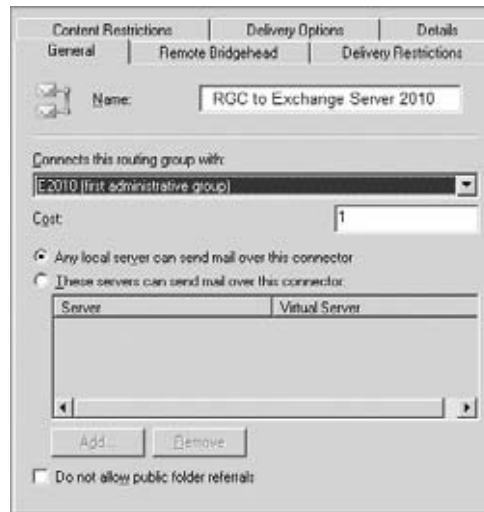 Content Restrictions Delivery Options Details
General Remote Bridgehead Delivery Restrictions
Name: RGC to Exchange Server 2010
Connects this routing group with:
E2010 (first administrative group)
Cost: 1
Any local server can send mail over this connector
These servers can send mail over this connector
Server Virtual Server
Add... Remove
Do not allow public folder referrals